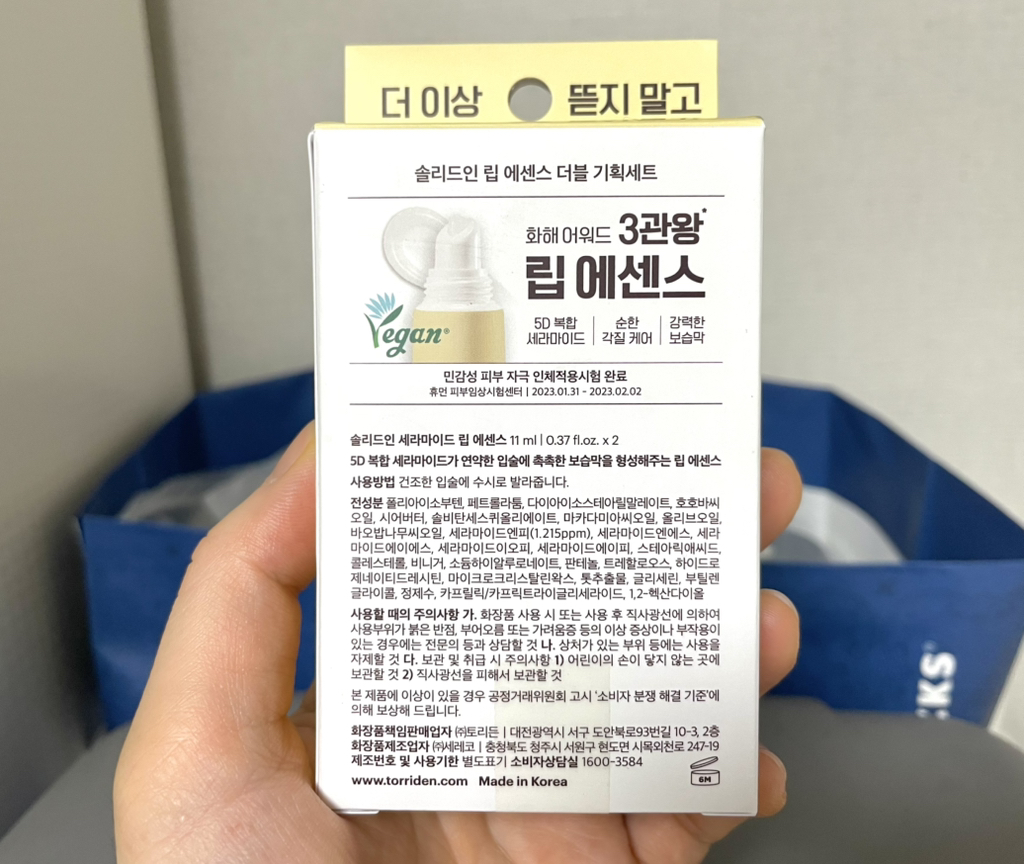 더 이상 뜯지 말고
솔리드인 립 에센스 더블 기획세트
화해 어워드 3관왕*
립 에센스
Vegan®
5D 복합 세라마이드 | 순한 각질 케어 | 강력한 보습막
민감성 피부 자극 인체적용시험 완료
휴먼 피부임상시험센터 | 2023.01.31 - 2023.02.02
솔리드인 세라마이드 립 에센스 11 ml | 0.37 fl.oz. x 2
5D 복합 세라마이드가 연약한 입술에 촉촉한 보습막을 형성해주는 립 에센스
사용방법 건조한 입술에 수시로 발라줍니다.
전성분 폴리아이소부텐, 페트롤라툼, 다이아이소스테아릴말레이트, 호호바씨
오일, 시어버터, 솔비탄세스퀴올리에이트, 마카다미아씨오일, 올리브오일,
바오밥나무씨오일, 세라마이드엔피(1.215ppm), 세라마이드엔에스, 세라
마이드에이에스, 세라마이드이오피, 세라마이드에이피, 스테아릭애씨드,
콜레스테롤, 비니거, 소듐하이알루로네이트, 판테놀, 트레할로오스, 하이드로
제네이티드레시틴, 마이크로크리스탈린왁스, 톳추출물, 글리세린, 부틸렌
글라이콜, 정제수, 카프릴릭/카프릭트라이글리세라이드, 1,2-헥산다이올
사용할 때의 주의사항 가. 화장품 사용 시 또는 사용 후 직사광선에 의하여
사용부위가 붉은 반점, 부어오름 또는 가려움증 등의 이상 증상이나 부작용이
있는 경우에는 전문의 등과 상담할 것 나. 상처가 있는 부위 등에는 사용을
자제할 것 다. 보관 및 취급 시 주의사항 1) 어린이의 손이 닿지 않는 곳에
보관할 것 2) 직사광선을 피해서 보관할 것
본 제품에 이상이 있을 경우 공정거래위원회 고시 '소비자 분쟁 해결 기준'에
의해 보상해 드립니다.
화장품책임판매업자 ㈜토리든 | 대전광역시 서구 도안북로93번길 10-3, 2층
화장품제조업자 ㈜세레코 | 충청북도 청주시 서원구 현도면 시목외천로 247-19
제조번호 및 사용기한 별도표기 소비자상담실 1600-3584
www.torriden.com Made in Korea
6M
CKS